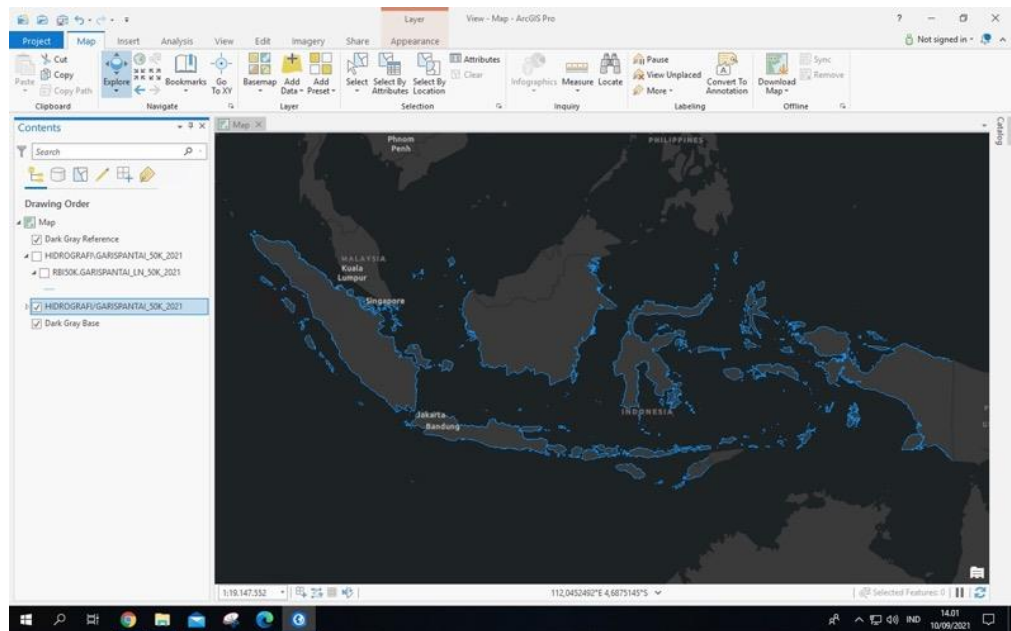 Layer
View - Map - ArcGIS Pro
?
Project Map Insert Analysis View Edit Imagery Share Appearance
Not signed in
Paste
Cut
Copy
Copy Path
Clipboard
Explore
Bookmarks
Go To XY
Navigate
Basemap
Add Data
Add Preset
Layer
Select
Select By Attributes
Select By Location
Attributes
Clear
Selection
Infographics
Measure
Locate
Inquiry
Pause
View Unplaced
More
Convert To Annotation
Labeling
Download Map
Sync
Remove
Offline
Contents
Search
Drawing Order
Map
Dark Gray Reference
HIDROGRAFI\GARISPANTAI_50K_2021
RBI50K.GARISPANTAI_LN_50K_2021
HIDROGRAFI/GARISPANTAI_50K_2021
Dark Gray Base
Map
Catalog
Phnom
Penh
PHILIPPINES
MALAYSIA
Kuala
Lumpur
Singapore
INDONESIA
Jakarta
Bandung
1:19.147.552
112,0452492°E 4,6875145°S
Selected Features: 0
IND
14.01
10/09/2021